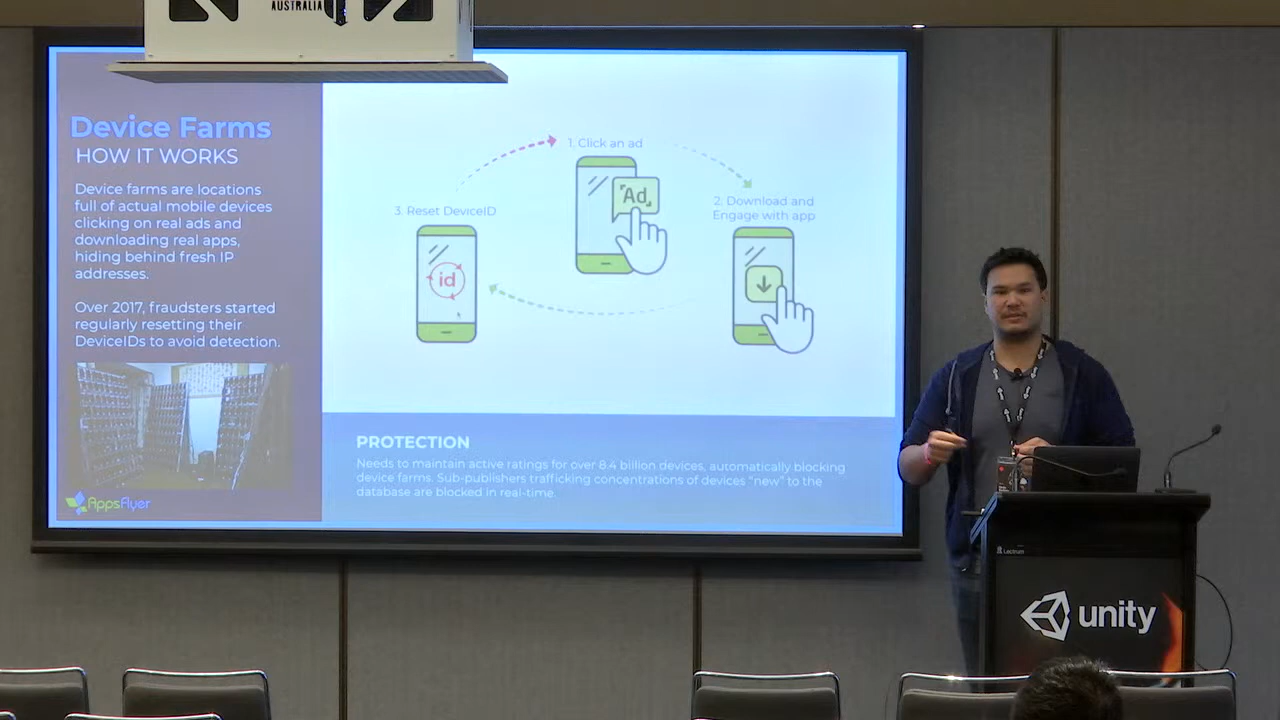 AUSTRALIA
Device Farms
HOW IT WORKS
Device farms are locations
full of actual mobile devices
clicking on real ads and
downloading real apps,
hiding behind fresh IP
addresses.
Over 2017, fraudsters started
regularly resetting their
DeviceIDs to avoid detection.
AppsFlyer
1. Click an ad
Ad
2. Download and
Engage with app
3. Reset DeviceID
id
PROTECTION
Needs to maintain active ratings for over 8.4 billion devices, automatically blocking
device farms. Sub-publishers trafficking concentrations of devices "new" to the
database are blocked in real-time.
Lectrum
unity